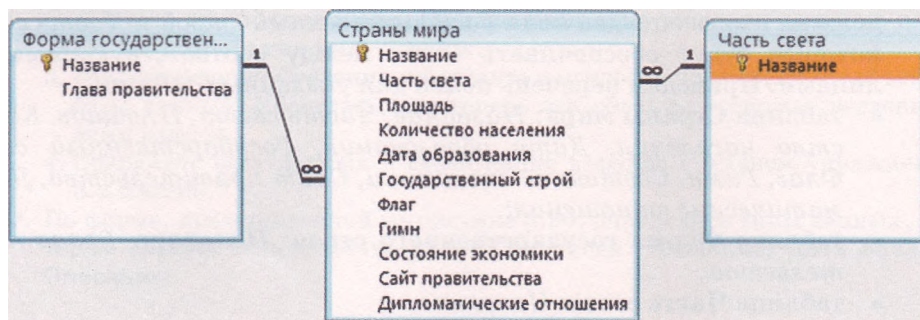 Форма государствен...
Название
Глава правительства
1
∞
Страны мира
Название
Часть света
Площадь
Количество населения
Дата образования
Государственный строй
Флаг
Гимн
Состояние экономики
Сайт правительства
Дипломатические отношения
∞
1
Часть света
Название